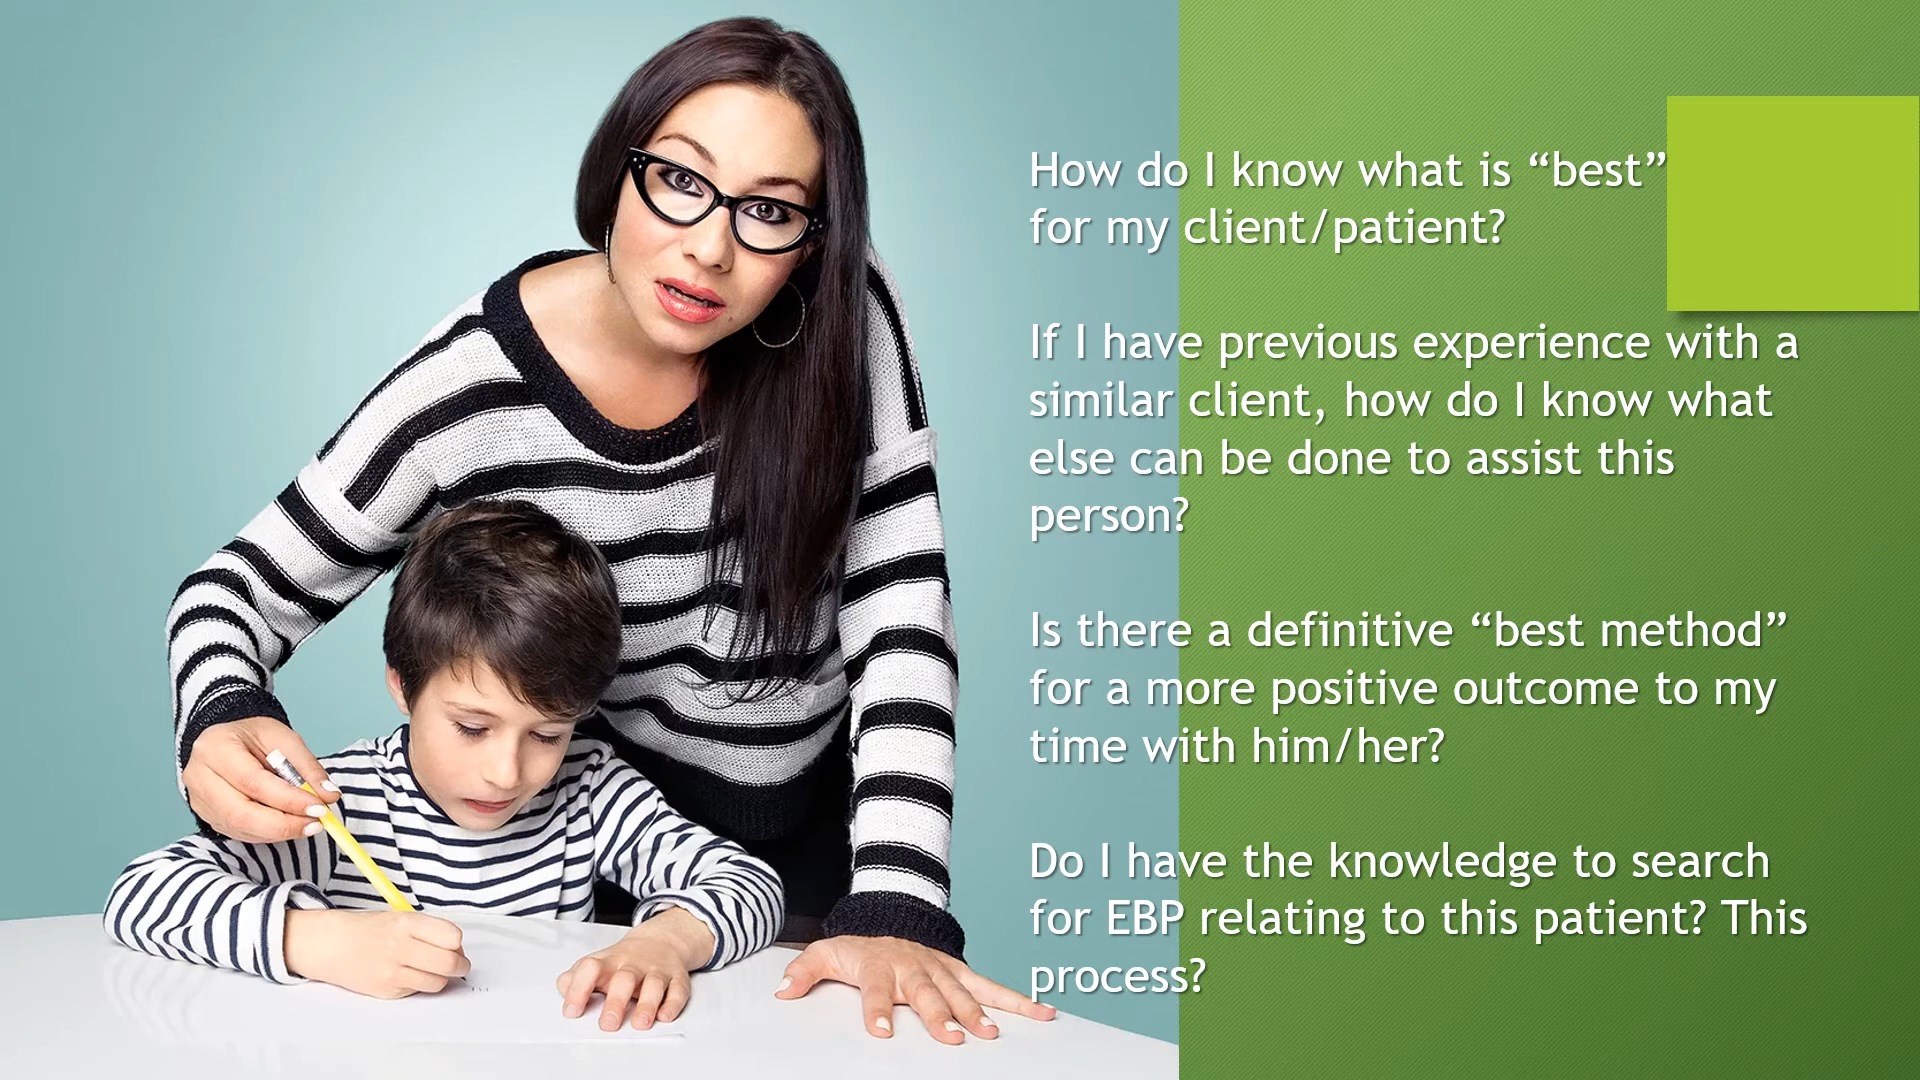 How do I know what is “best”
for my client/patient?
If I have previous experience with a
similar client, how do I know what
else can be done to assist this
person?
Is there a definitive “best method”
for a more positive outcome to my
time with him/her?
Do I have the knowledge to search
for EBP relating to this patient? This
process?